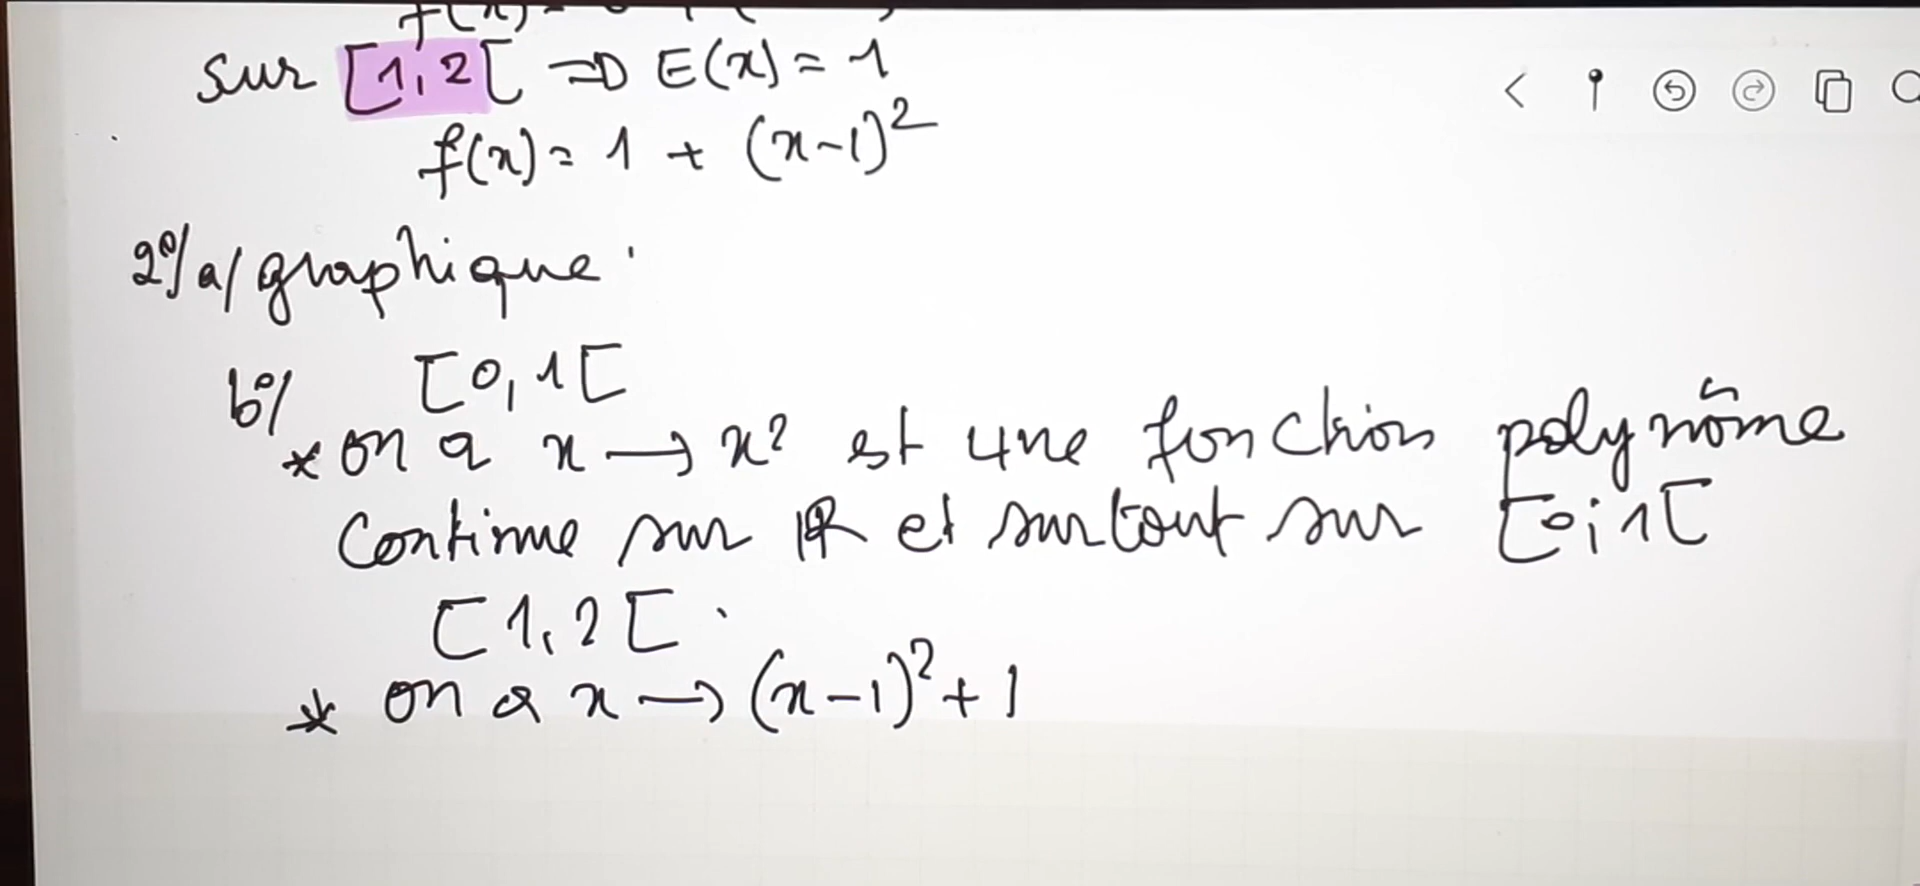 sur [1,2[ ⇒ E(x) = 1
f(x) = 1 + (x-1)²
2°/a/ graphique.
b°/ [0,1[
* on a x → x² est une fonction polynôme
Continue sur ℝ et surtout sur [0;1[
[1,2[.
* on a x → (x-1)²+1